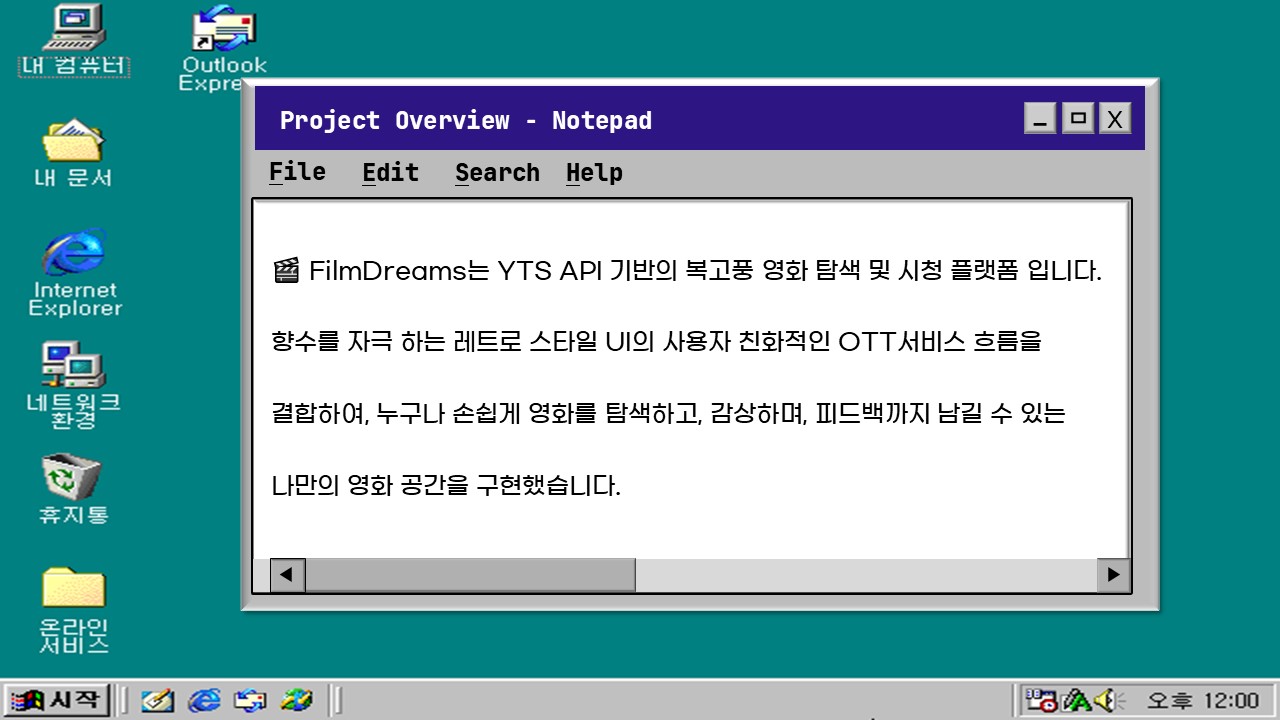 내 컴퓨터
Outlook
Expre
내 문서
Internet
Explorer
네트워크
환경
휴지통
온라인
서비스
Project Overview - Notepad
File Edit Search Help
🎬 FilmDreams는 YTS API 기반의 복고풍 영화 탐색 및 시청 플랫폼 입니다.
향수를 자극 하는 레트로 스타일 UI의 사용자 친화적인 OTT서비스 흐름을
결합하여, 누구나 손쉽게 영화를 탐색하고, 감상하며, 피드백까지 남길 수 있는
나만의 영화 공간을 구현했습니다.
시작
오후 12:00